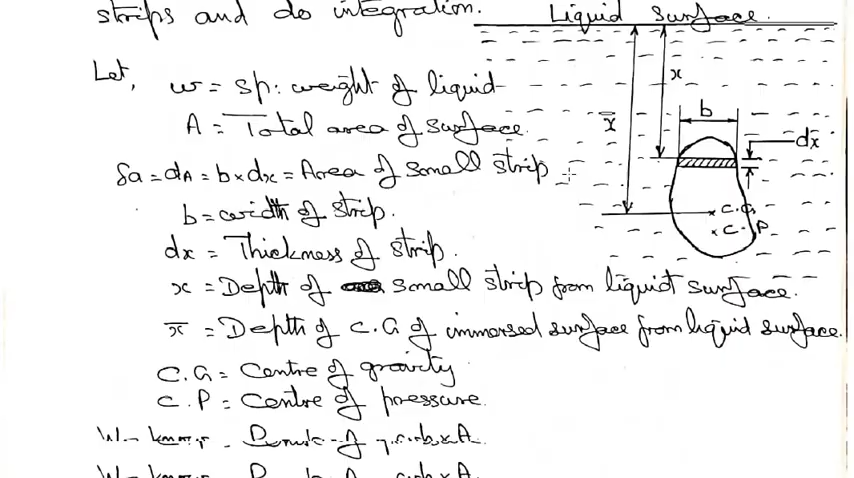 strips and do integration.
Liquid surface.
Let, w = sp: weight of liquid
A = Total area of surface.
δa = dA = b × dx = Area of small strip
b = width of strip.
dx = Thickness of strip.
x = Depth of small strip from liquid surface.
x̄ = Depth of C.G of immersed surface from liquid surface.
C.G = Centre of gravity
C.P = Centre of pressure.
x
x̄
b
dx
C.G
C.P